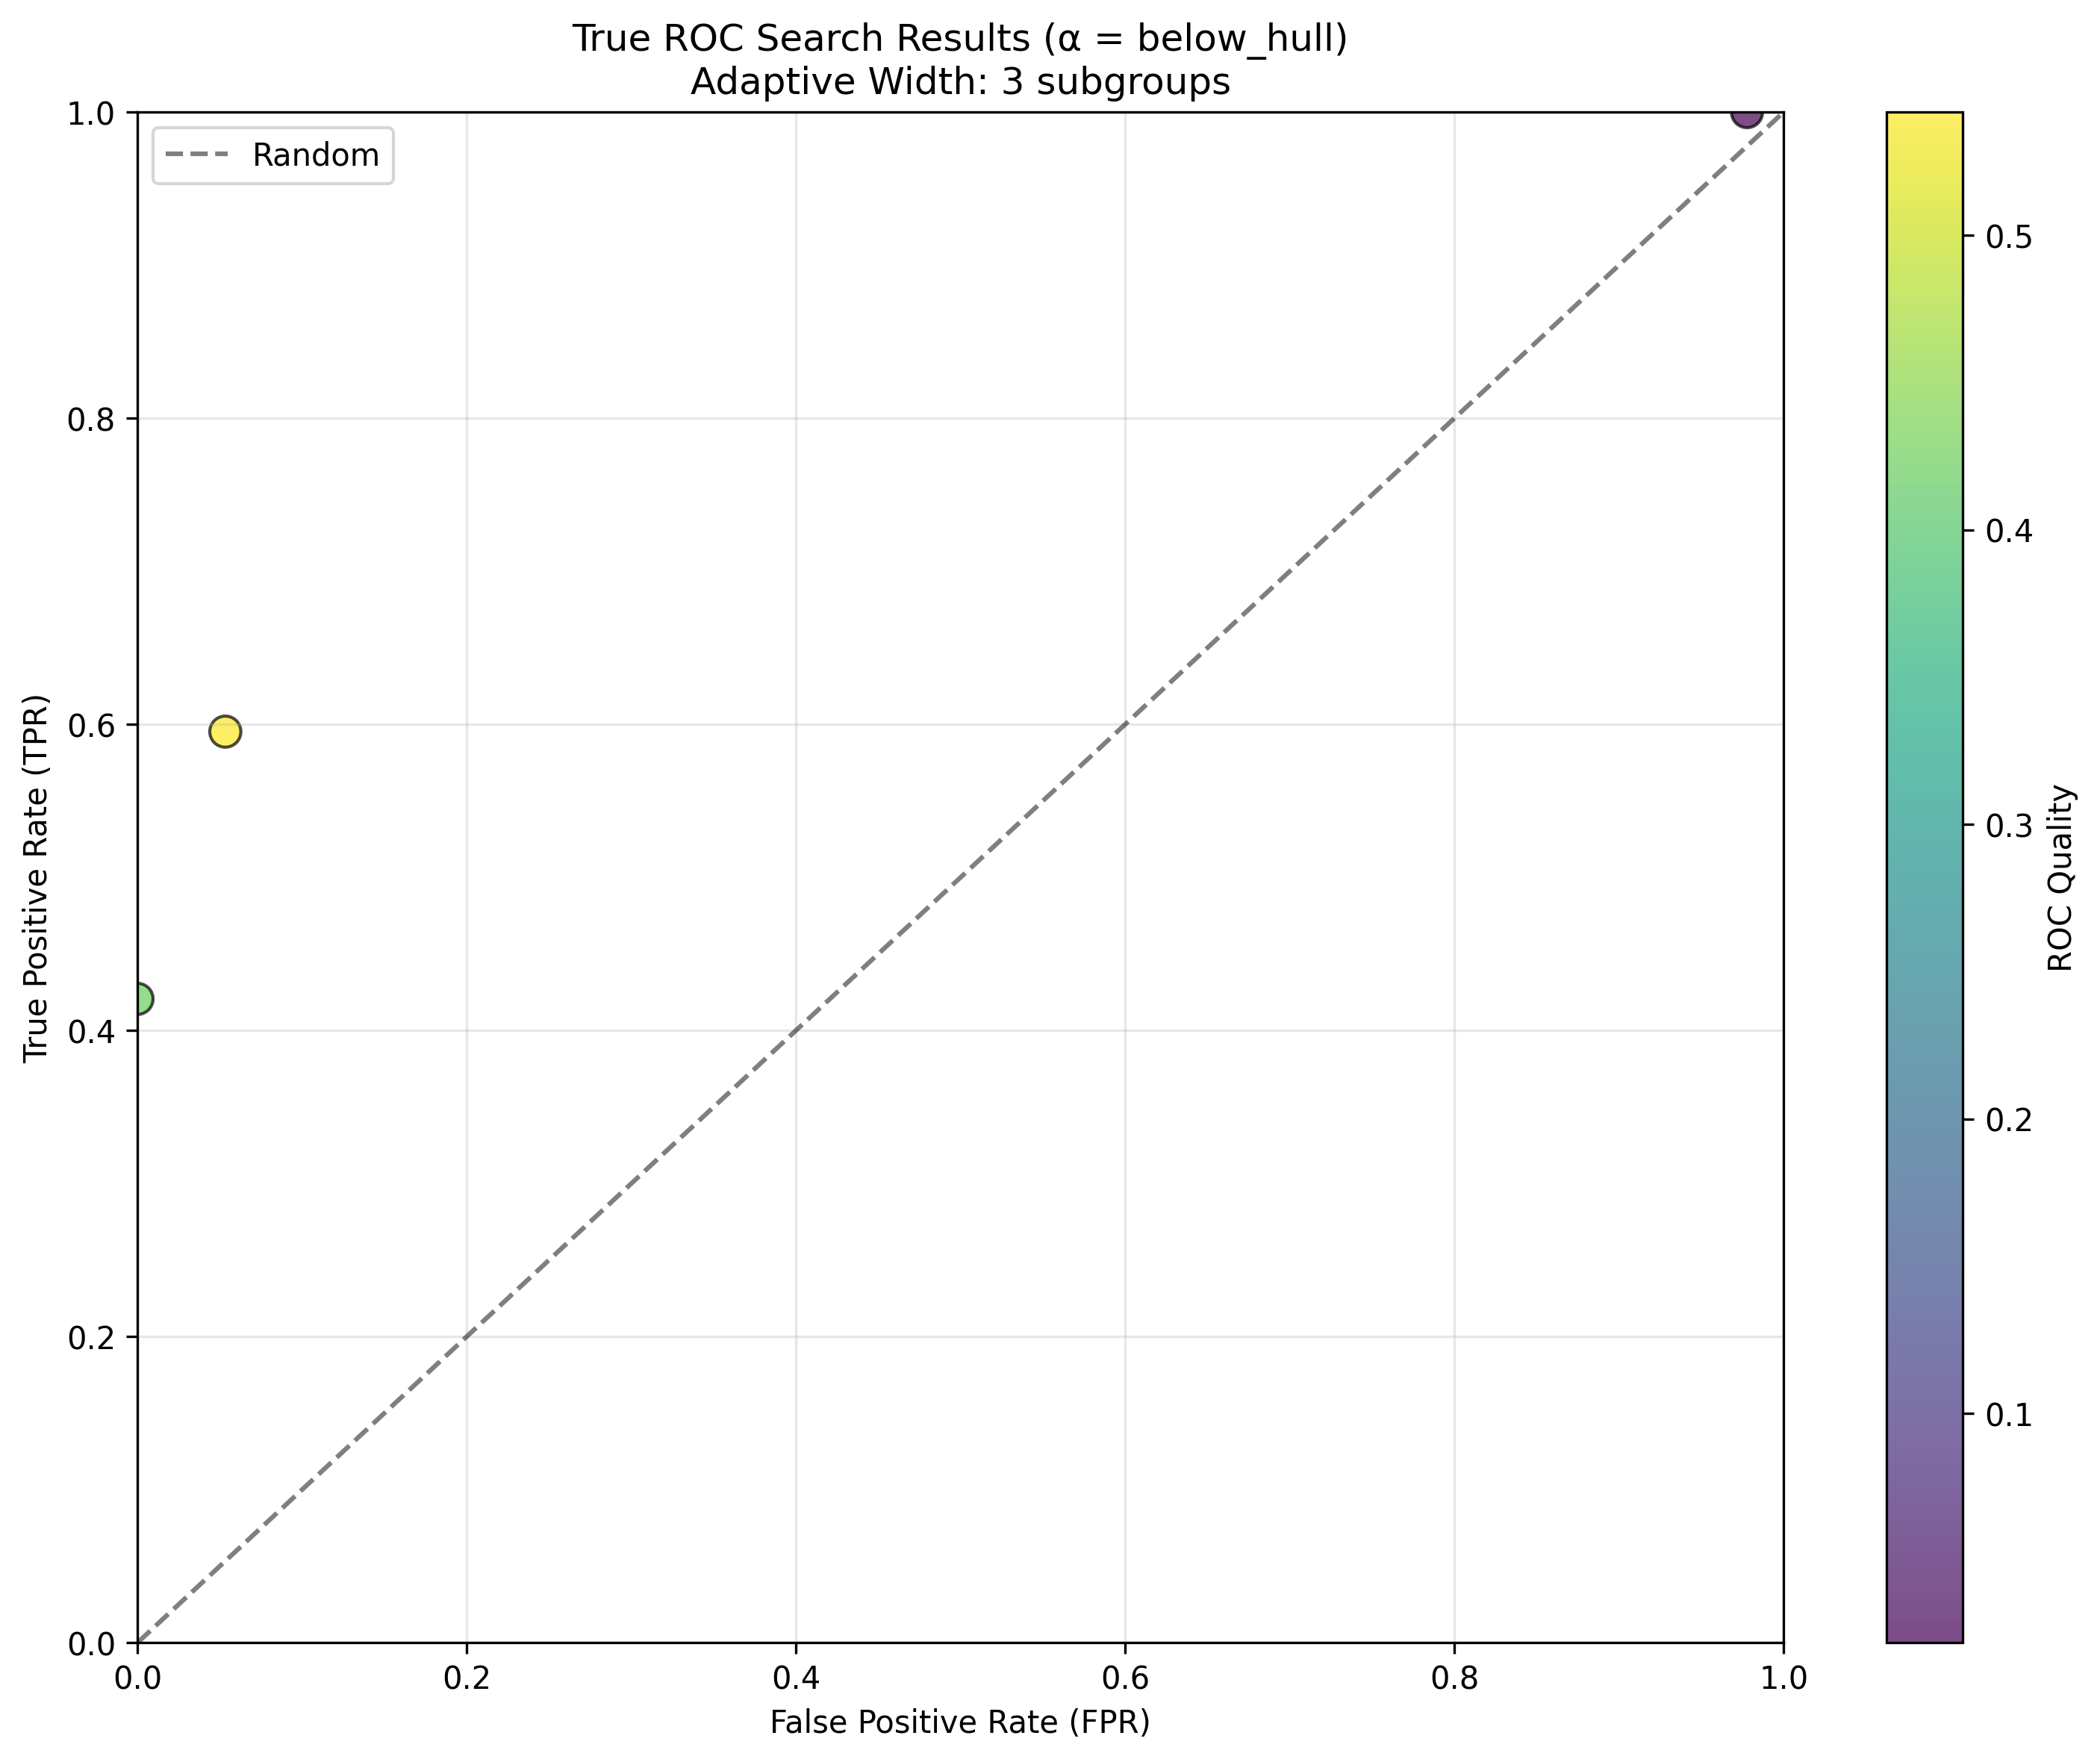 True ROC Search Results (α = below_hull)
Adaptive Width: 3 subgroups
Random
1.0
0.8
0.6
0.4
0.2
0.0
True Positive Rate (TPR)
0.0 0.2 0.4 0.6 0.8 1.0
False Positive Rate (FPR)
0.5
0.4
0.3
0.2
0.1
ROC Quality